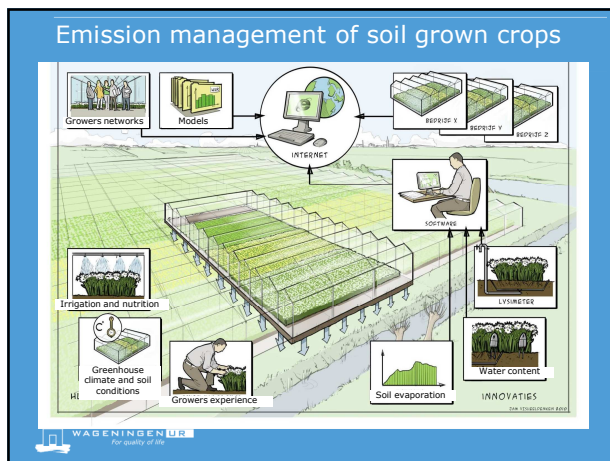 Emission management of soil grown crops
Growers networks
Models
INTERNET
BEDRIJF X
BEDRIJF Y
BEDRIJF Z
SOFTWARE
Irrigation and nutrition
LYSIMETER
Greenhouse
climate and soil
conditions
Growers experience
Soil evaporation
Water content
INNOVATIES
WAGENINGEN UR
For quality of life